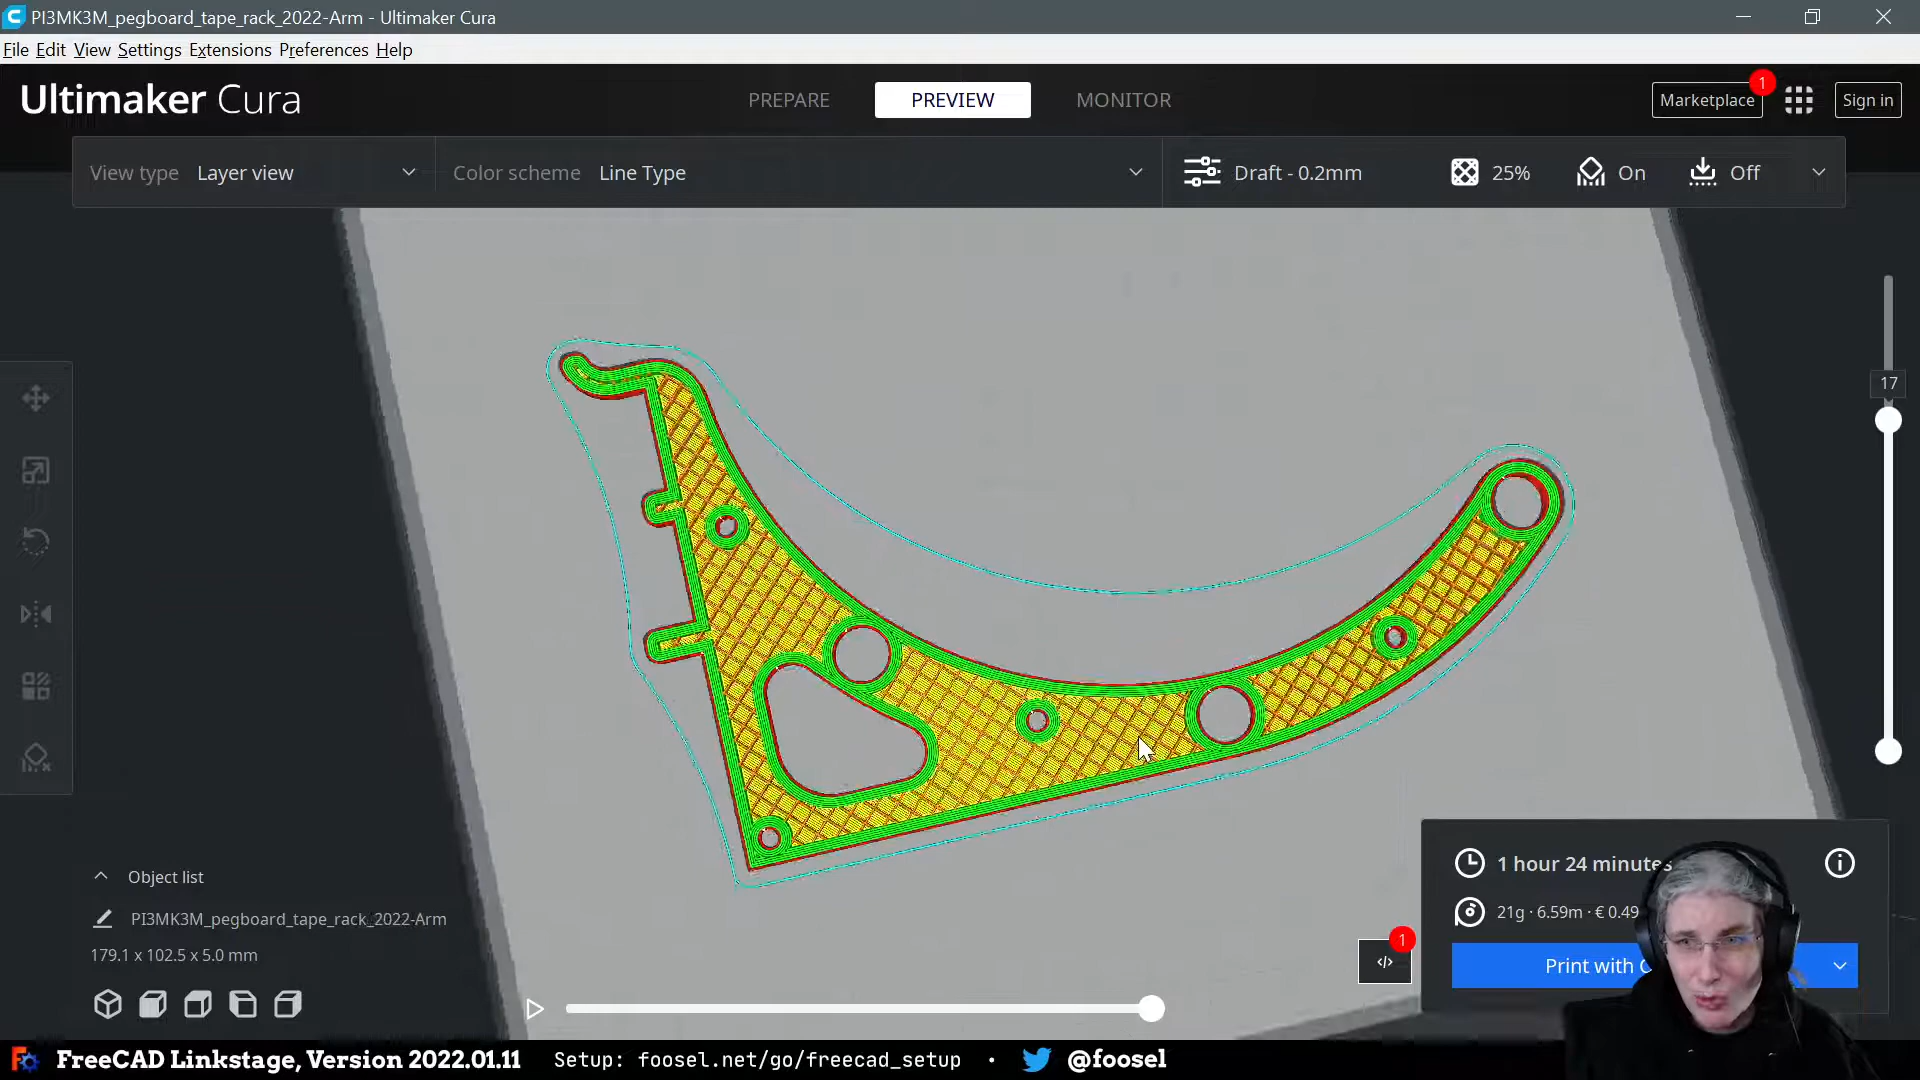 PI3MK3M_pegboard_tape_rack_2022-Arm - Ultimaker Cura
File Edit View Settings Extensions Preferences Help
Ultimaker Cura
PREPARE PREVIEW MONITOR
Marketplace 1 Sign in
View type Layer view Color scheme Line Type Draft - 0.2mm 25% On Off
17
1 hour 24 minutes
Object list
PI3MK3M_pegboard_tape_rack_2022-Arm
21g · 6.59m · € 0.49
179.1 x 102.5 x 5.0 mm
1
</>
Print with
FreeCAD Linkstage, Version 2022.01.11 Setup: foosel.net/go/freecad_setup • @foosel